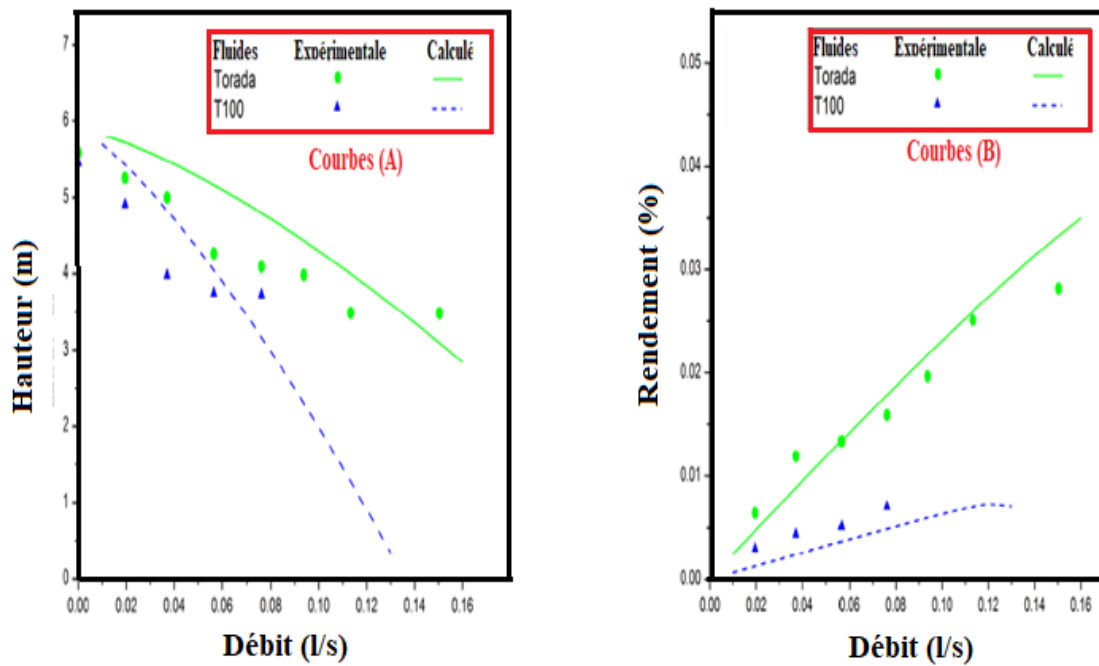 Fluides Expérimentale Calculé
Torada
T100
Courbes (A)
Hauteur (m)
7
6
5
4
3
2
1
0
0.00 0.02 0.04 0.06 0.08 0.10 0.12 0.14 0.16
Débit (l/s)
Fluides Expérimentale Calculé
Torada
T100
Courbes (B)
Rendement (%)
0.05
0.04
0.03
0.02
0.01
0.00
0.00 0.02 0.04 0.06 0.08 0.10 0.12 0.14 0.16
Débit (l/s)